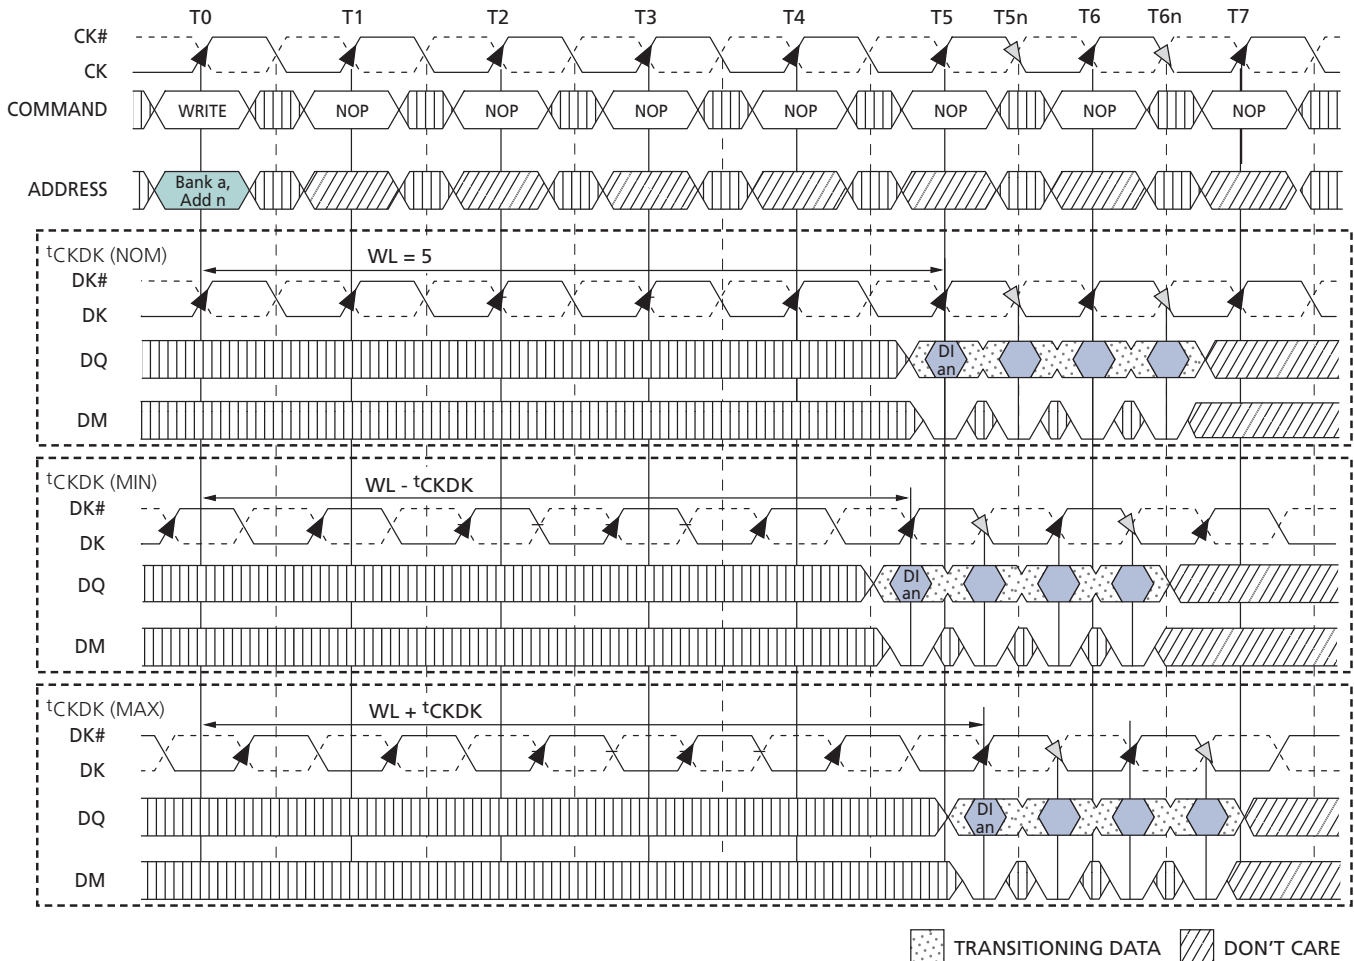 T0 T1 T2 T3 T4 T5 T5n T6 T6n T7
CK#
CK
COMMAND WRITE NOP NOP NOP NOP NOP NOP NOP
ADDRESS Bank a,
Add n
tCKDK (NOM) WL = 5
DK#
DK
DQ DI
an
DM
tCKDK (MIN) WL - tCKDK
DK#
DK
DQ DI
an
DM
tCKDK (MAX) WL + tCKDK
DK#
DK
DQ DI
an
DM
TRANSITIONING DATA DON'T CARE